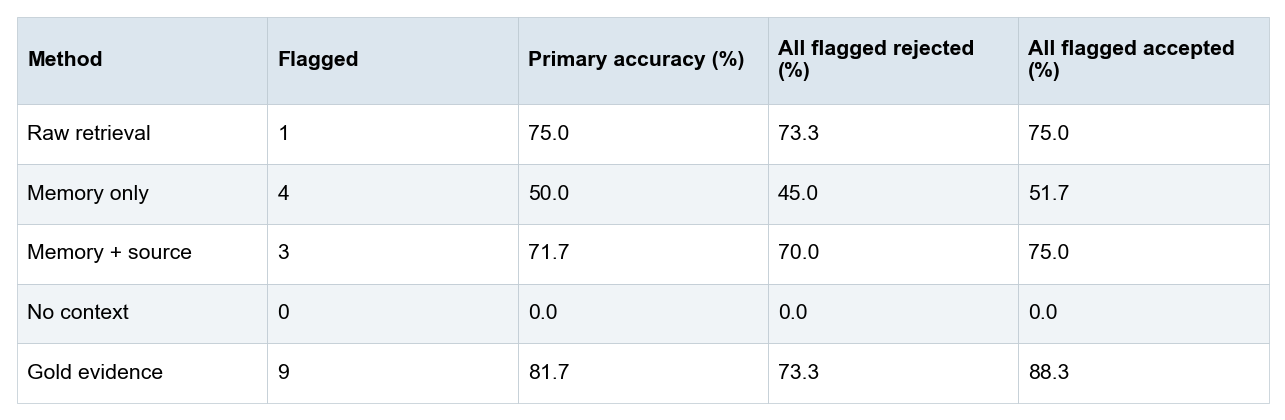 Method Flagged Primary accuracy (%) All flagged rejected (%) All flagged accepted (%)
Raw retrieval 1 75.0 73.3 75.0
Memory only 4 50.0 45.0 51.7
Memory + source 3 71.7 70.0 75.0
No context 0 0.0 0.0 0.0
Gold evidence 9 81.7 73.3 88.3